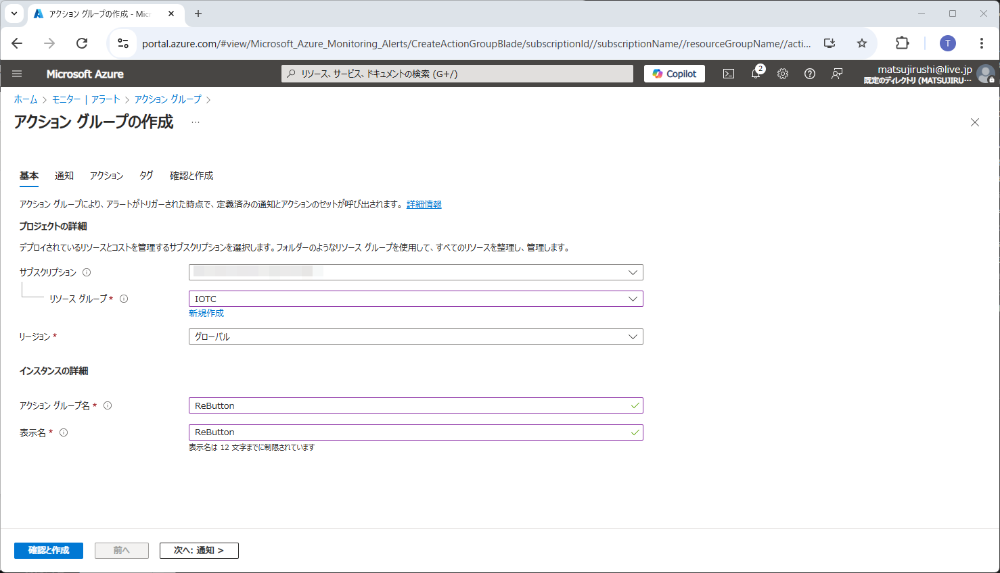 アクション グループの作成 - Mic
portal.azure.com/#view/Microsoft_Azure_Monitoring_Alerts/CreateActionGroupBlade/subscriptionId//subscriptionName//resourceGroupName//acti...
T
Microsoft Azure
リソース、サービス、ドキュメントの検索 (G+/)
Copilot
2
matsujirushi@live.jp
既定のディレクトリ (MATSUJIRU...
ホーム > モニター | アラート > アクション グループ >
アクション グループの作成 ...
基本 通知 アクション タグ 確認と作成
アクション グループにより、アラートがトリガーされた時点で、定義済みの通知とアクションのセットが呼び出されます。 詳細情報
プロジェクトの詳細
デプロイされているリソースとコストを管理するサブスクリプションを選択します。フォルダーのようなリソース グループを使用して、すべてのリソースを整理し、管理します。
サブスクリプション
リソース グループ * IOTC
新規作成
リージョン * グローバル
インスタンスの詳細
アクション グループ名 * ReButton
表示名 * ReButton
表示名は 12 文字までに制限されています
確認と作成 前へ 次へ: 通知 >